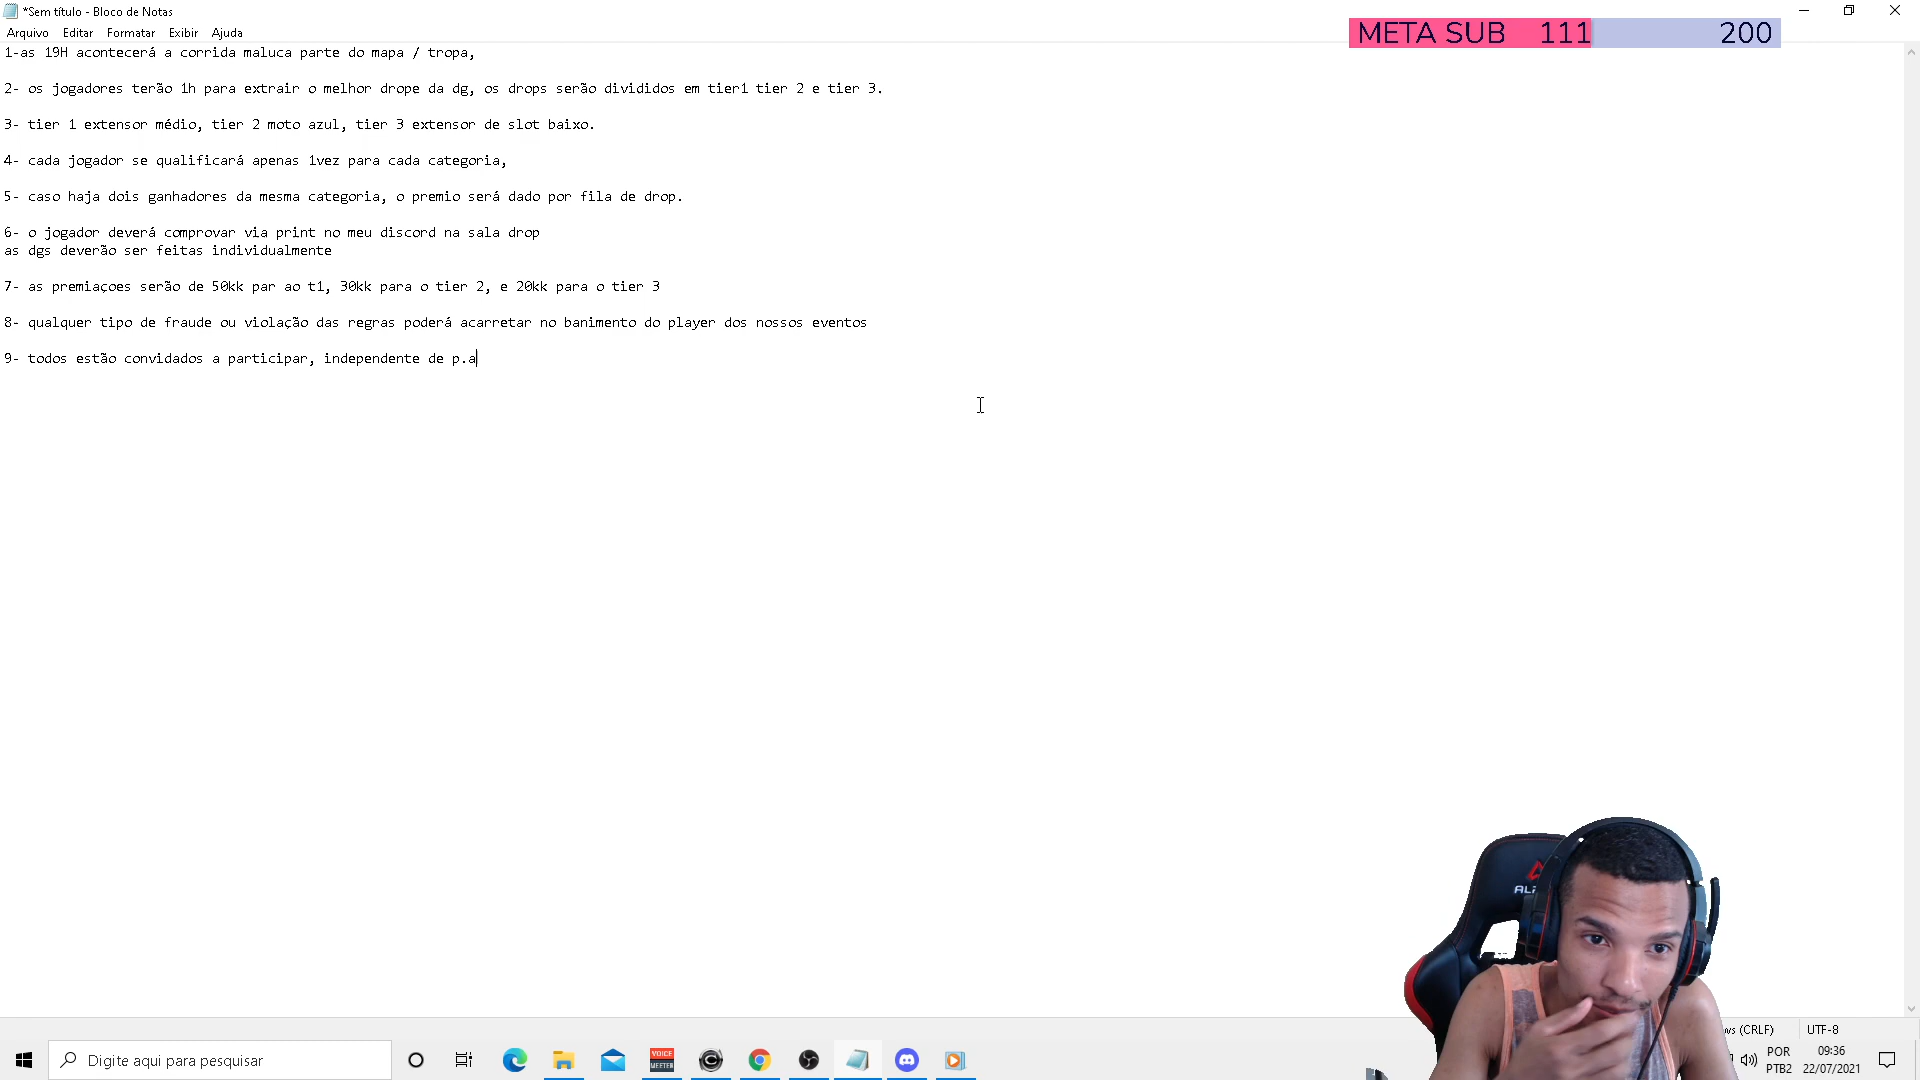 *Sem título - Bloco de Notas
Arquivo Editar Formatar Exibir Ajuda
META SUB 111 200
1-as 19H acontecerá a corrida maluca parte do mapa / tropa,
2- os jogadores terão 1h para extrair o melhor drope da dg, os drops serão divididos em tier1 tier 2 e tier 3.
3- tier 1 extensor médio, tier 2 moto azul, tier 3 extensor de slot baixo.
4- cada jogador se qualificará apenas 1vez para cada categoria,
5- caso haja dois ganhadores da mesma categoria, o premio será dado por fila de drop.
6- o jogador deverá comprovar via print no meu discord na sala drop
as dgs deverão ser feitas individualmente
7- as premiaçoes serão de 50kk par ao t1, 30kk para o tier 2, e 20kk para o tier 3
8- qualquer tipo de fraude ou violação das regras poderá acarretar no banimento do player dos nossos eventos
9- todos estão convidados a participar, independente de p.a
(CRLF) UTF-8
Digite aqui para pesquisar
VOICE
MEETER
POR
PTB2
09:36
22/07/2021